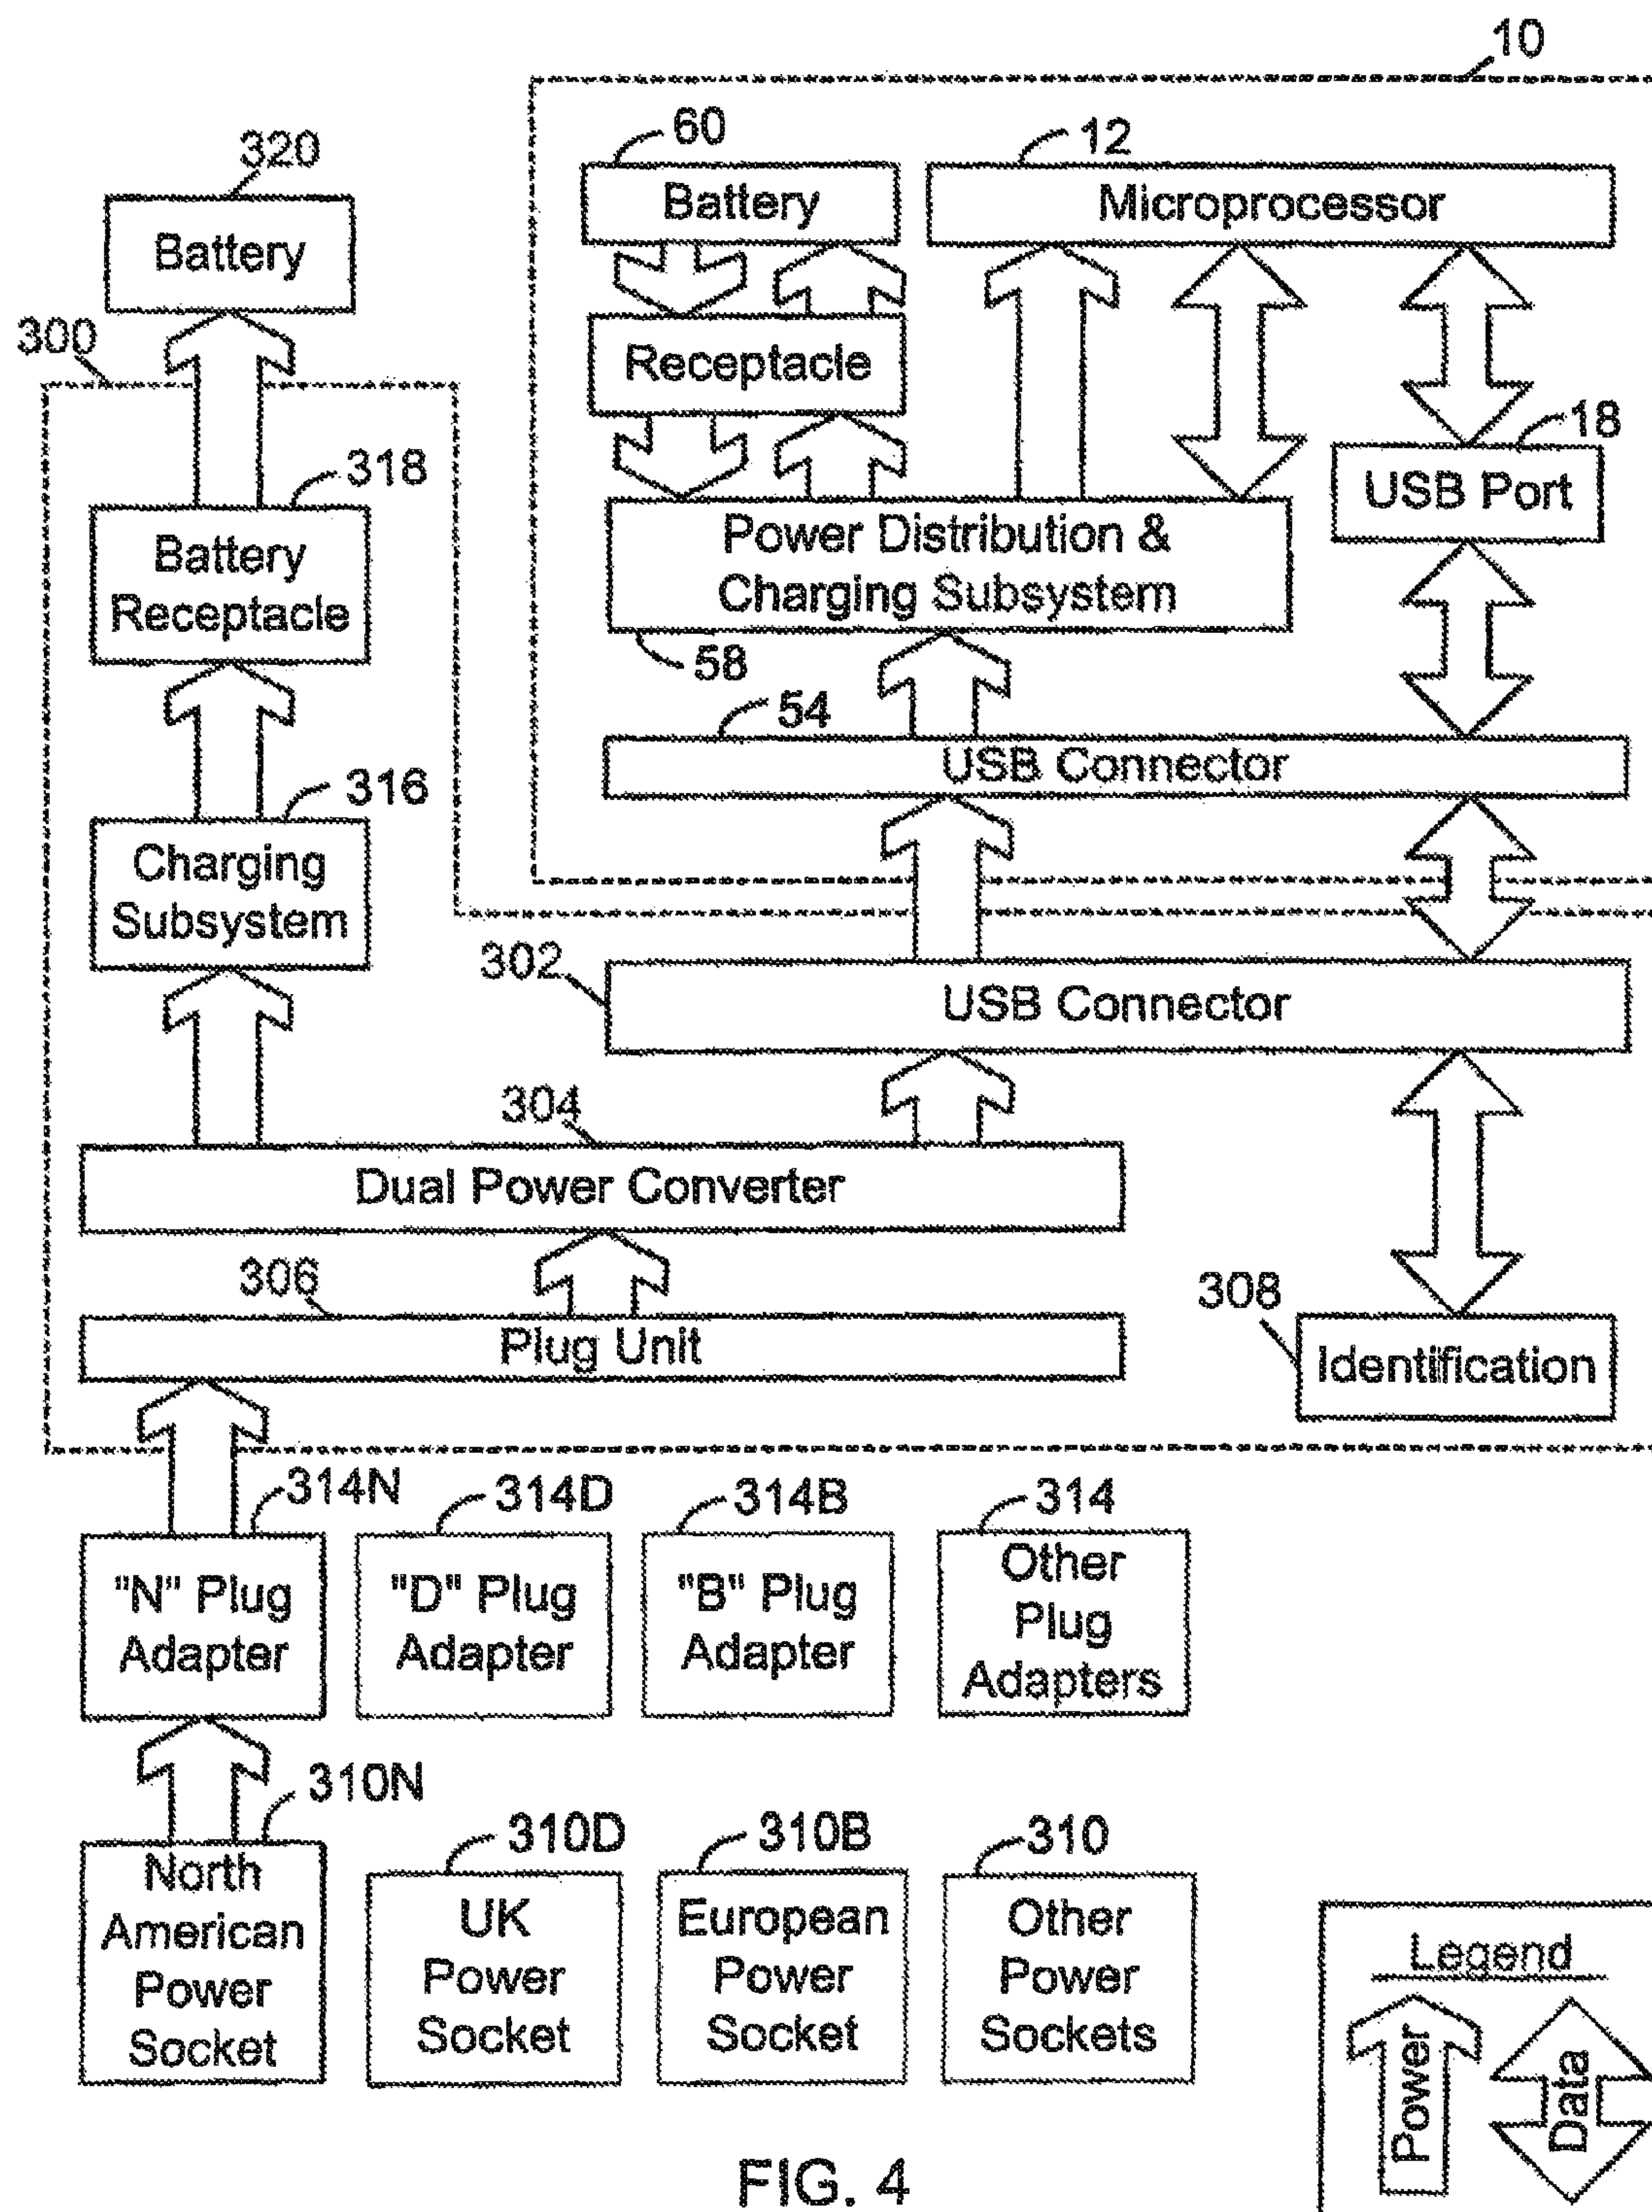 10
60
12
320
Battery
Microprocessor
Battery
300
Receptacle
18
318
USB Port
Power Distribution &
Charging Subsystem
Battery
Receptacle
58
54
USB Connector
316
Charging
Subsystem
302
USB Connector
304
Dual Power Converter
306
308
Plug Unit
Identification
314N
314D
314B
314
"N" Plug
Adapter
"D" Plug
Adapter
"B" Plug
Adapter
Other
Plug
Adapters
310N
310D
310B
310
North
American
Power
Socket
UK
Power
Socket
European
Power
Socket
Other
Power
Sockets
Legend
Power
Data
FIG. 4